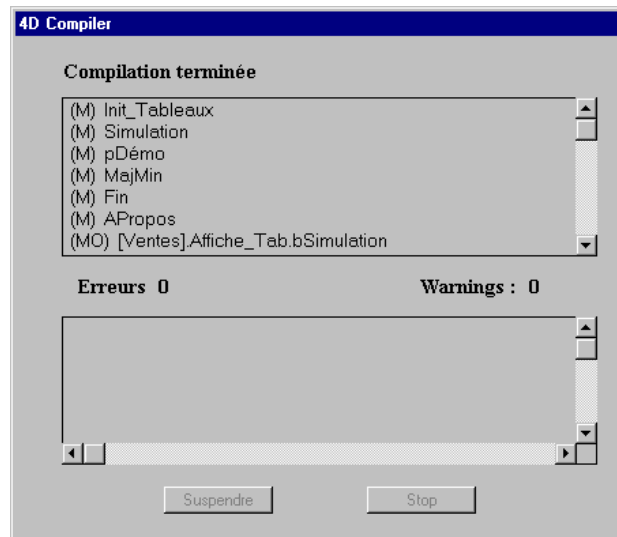 4D Compiler
Compilation terminée
(M) Init_Tableaux
(M) Simulation
(M) pDémo
(M) MajMin
(M) Fin
(M) APropos
(MO) [Ventes].Affiche_Tab.bSimulation
Erreurs 0 Warnings : 0
Suspendre Stop